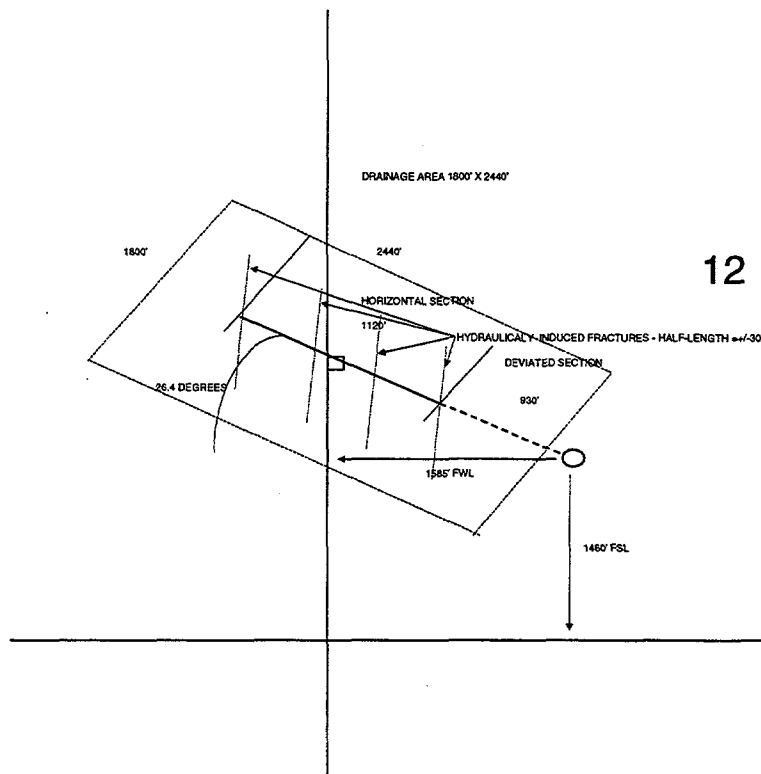 DRAINAGE AREA 1800' X 2440'
1800'
2440'
12
HORIZONTAL SECTION
1120'
HYDRAULICALY-INDUCED FRACTURES - HALF-LENGTH =+/-30
DEVIATED SECTION
26.4 DEGREES
930'
1585' FWL
1460' FSL